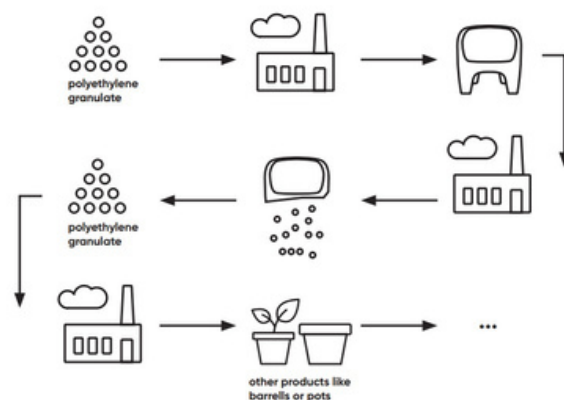 polyethylene
granulate
polyethylene
granulate
...
other products like
barrells or pots